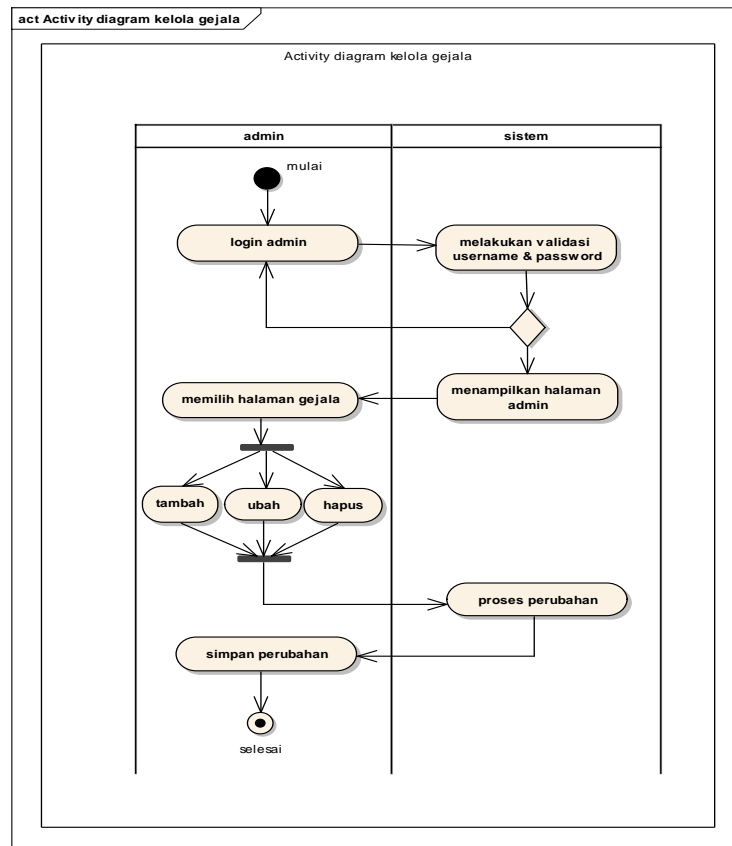 act Activity diagram kelola gejala
Activity diagram kelola gejala
admin
sistem
mulai
login admin
melakukan validasi
username & password
memilih halaman gejala
menampilkan halaman
admin
tambah
ubah
hapus
proses perubahan
simpan perubahan
selesai